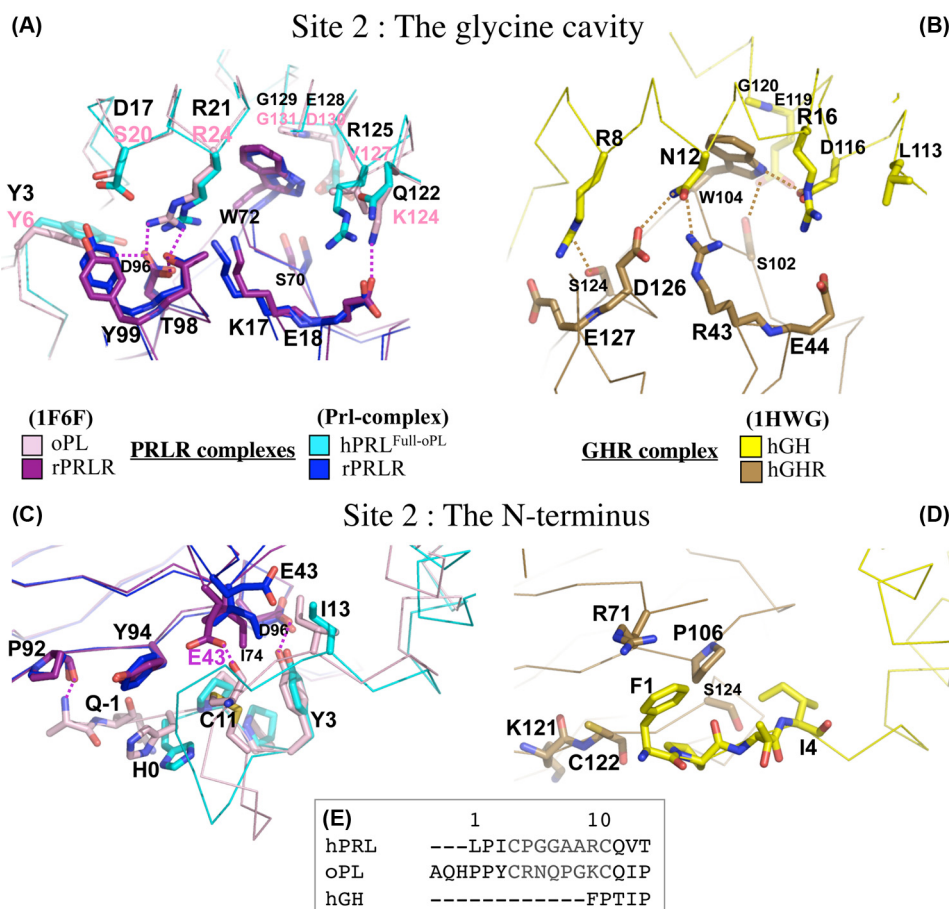 (A) Site 2 : The glycine cavity (B)
D17 R21 G129 E128
S20 R24 G131 D130
R125
V127
Q122
K124
Y3
Y6
W72
D96
S70
Y99 T98 K17 E18
G120 E119
R8 N12 R16
D116
L113
W104
S102
S124 D126
E127 R43 E44
(1F6F) (Prl-complex) (1HWG)
oPL PRLR complexes hPRL^Full-oPL GHR complex hGH
rPRLR rPRLR hGHR
(C) Site 2 : The N-terminus (D)
E43
I13
P92 Y94 D96
E43 I74
Q-1 C11 Y3
H0
R71
P106
F1
S124
K121
C122 I4
(E) 1 10
hPRL ---LPICPGGAARCQVT
oPL AQHPPYCRNQPGKCQIP
hGH ------------FPTIP